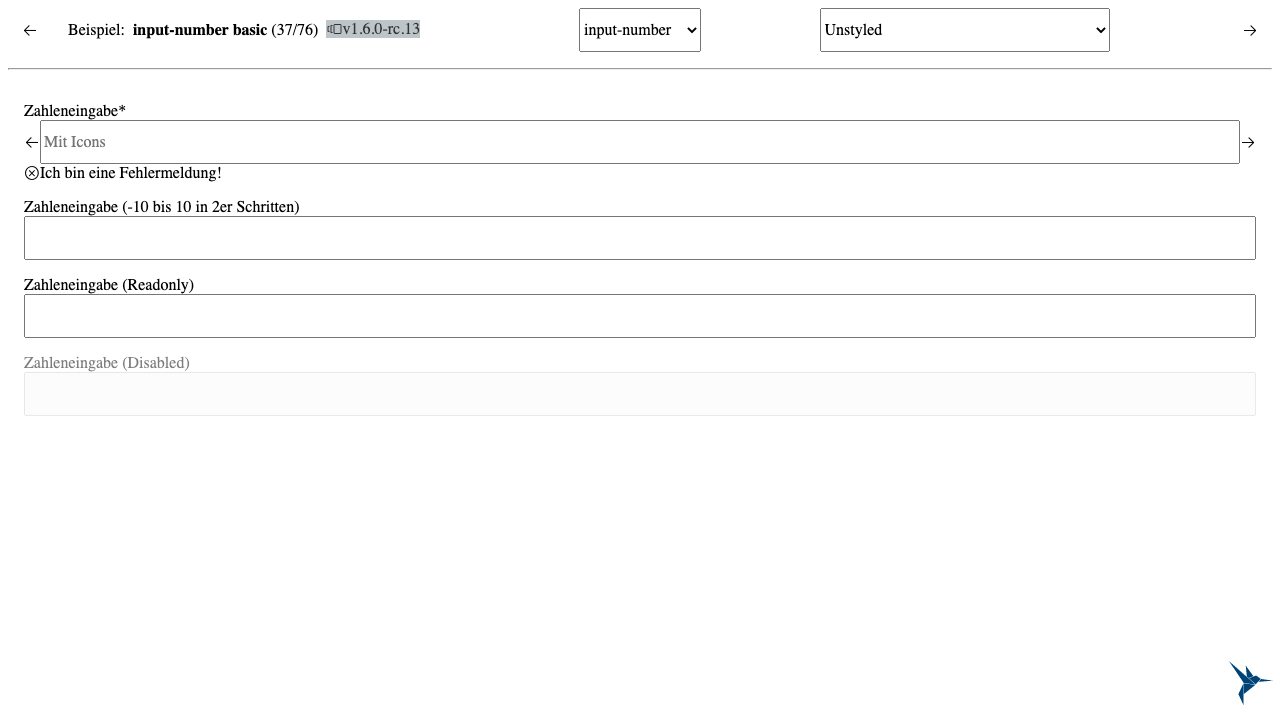 Beispiel: input-number basic (37/76) v1.6.0-rc.13 input-number Unstyled
Zahleneingabe*
Mit Icons
Ich bin eine Fehlermeldung!
Zahleneingabe (-10 bis 10 in 2er Schritten)
Zahleneingabe (Readonly)
Zahleneingabe (Disabled)